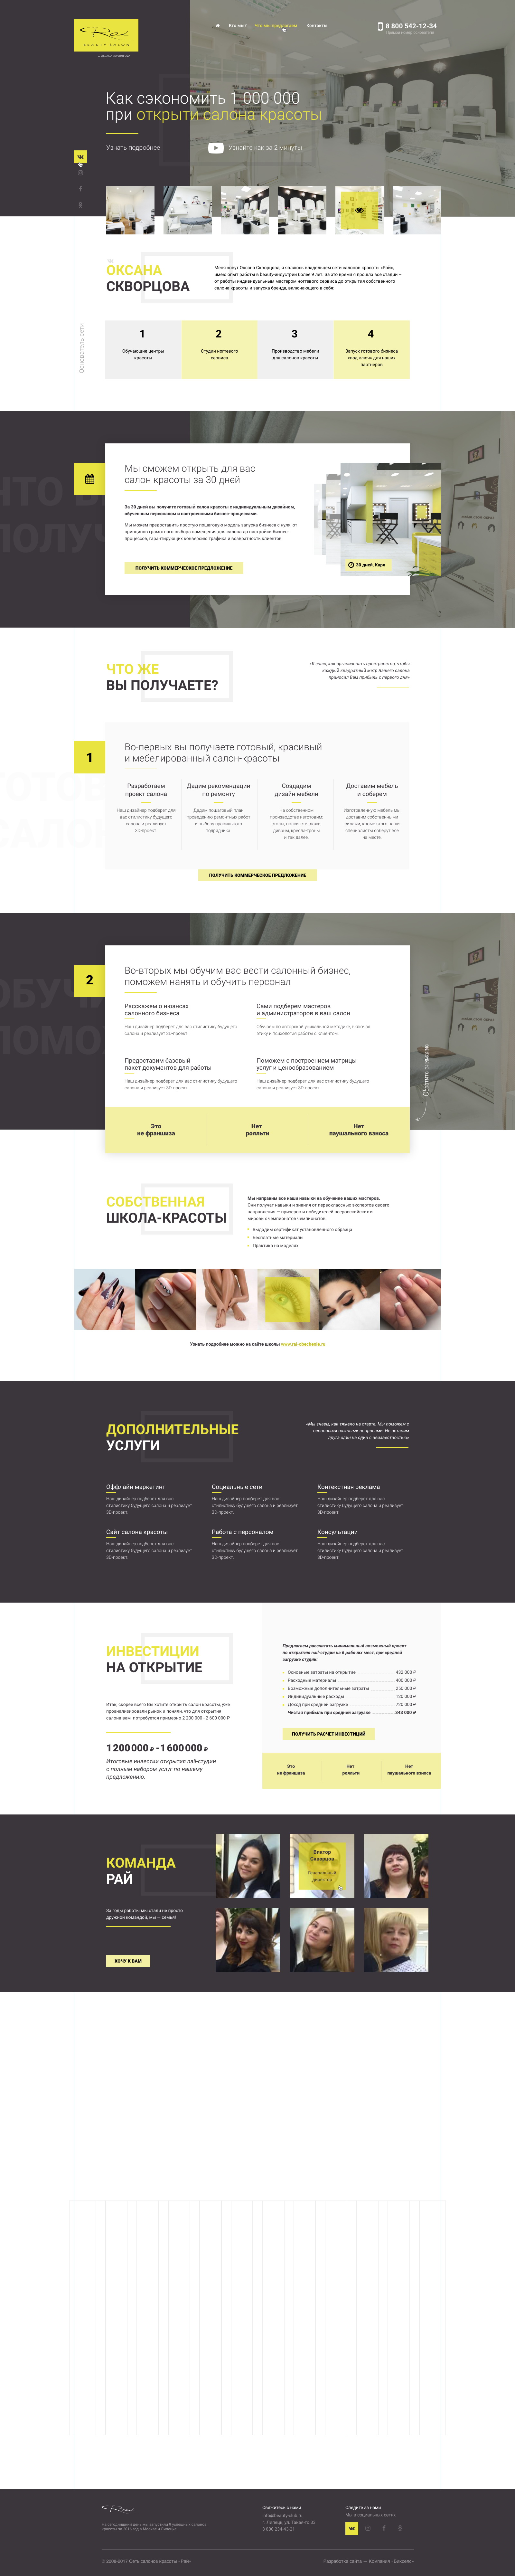 Rai
BEAUTY SALON
Кто мы?
Что мы предлагаем
Контакты
8 800 542-12-34
Как сэкономить 1 000 000
при открыти салона красоты
Узнать подробнее
Узнайте как за 2 минуты
ОКСАНА
СКВОРЦОВА
Меня зовут Оксана Скворцова, я являюсь владельцем сети салонов красоты «Рай»,
имею опыт работы в beauty-индустрии более 9 лет. За это время я прошла все стадии —
от работы индивидуальным мастером ногтевого сервиса до открытия собственного
салона красоты и запуска бренда, включающего в себя:
Основатель сети
1
Обучающие центры
красоты
2
Студии ногтевого
сервиса
3
Производство мебели
для салонов красоты
4
Запуск готового бизнеса
«под ключ» для наших
партнеров
Мы сможем открыть для вас
салон красоты за 30 дней
За 30 дней вы получите готовый салон красоты с индивидуальным дизайном,
обученным персоналом и настроенными бизнес-процессами.
Мы можем предоставить простую пошаговую модель запуска бизнеса с нуля, от
принципов грамотного выбора помещения для салона до настройки бизнес-
процессов, гарантирующих конверсию трафика и возвратность клиентов.
ПОЛУЧИТЬ КОММЕРЧЕСКОЕ ПРЕДЛОЖЕНИЕ
30 дней, Карл
ЧТО ЖЕ
ВЫ ПОЛУЧАЕТЕ?
«Я знаю, как организовать пространство, чтобы
каждый квадратный метр Вашего салона
приносил Вам прибыль с первого дня»
1
Во-первых вы получаете готовый, красивый
и мебелированный салон-красоты
Разработаем
проект салона
Наш дизайнер подберет для
вас стилистику будущего
салона и реализует
3D-проект.
Дадим рекомендации
по ремонту
Дадим пошаговый план
проведению ремонтных работ
и выбору правильного
подрядчика.
Создадим
дизайн мебели
На собственном
производстве изготовим
столы, полки, стеллажи,
диваны, кресла-троны
и так далее.
Доставим мебель
и соберем
Изготовленную мебель мы
доставим собственными
силами, кроме этого наши
специалисты соберут все
на месте.
ПОЛУЧИТЬ КОММЕРЧЕСКОЕ ПРЕДЛОЖЕНИЕ
2
Во-вторых мы обучим вас вести салонный бизнес,
поможем нанять и обучить персонал
Расскажем о нюансах
салонного бизнеса
Наш дизайнер подберет для вас стилистику будущего
салона и реализует 3D-проект.
Сами подберем мастеров
и администраторов в ваш салон
Обучаем по авторской уникальной методике, включая
этику и психология работы с клиентом.
Предоставим базовый
пакет документов для работы
Наш дизайнер подберет для вас стилистику будущего
салона и реализует 3D-проект.
Поможем с построением матрицы
услуг и ценообразованием
Наш дизайнер подберет для вас стилистику будущего
салона и реализует 3D-проект.
Обратите внимание
Это
не франшиза
Нет
роялти
Нет
паушального взноса
СОБСТВЕННАЯ
ШКОЛА-КРАСОТЫ
Мы направим все наши навыки на обучение ваших мастеров.
Они получат навыки и знания от первоклассных экспертов своего
направления — призеров и победителей всероссийских и
мировых чемпионатов чемпионатов.
Выдадим сертификат установленного образца
Бесплатные материалы
Практика на моделях
Узнать подробнее можно на сайте школы www.rai-obechenie.ru
ДОПОЛНИТЕЛЬНЫЕ
УСЛУГИ
«Мы знаем, как тяжело на старте. Мы поможем с
основными важными вопросами. Не оставим
друга один на один с неизвестностью»
Оффлайн маркетинг
Наш дизайнер подберет для вас
стилистику будущего салона и реализует
3D-проект.
Социальные сети
Наш дизайнер подберет для вас
стилистику будущего салона и реализует
3D-проект.
Контекстная реклама
Наш дизайнер подберет для вас
стилистику будущего салона и реализует
3D-проект.
Сайт салона красоты
Наш дизайнер подберет для вас
стилистику будущего салона и реализует
3D-проект.
Работа с персоналом
Наш дизайнер подберет для вас
стилистику будущего салона и реализует
3D-проект.
Консультации
Наш дизайнер подберет для вас
стилистику будущего салона и реализует
3D-проект.
ИНВЕСТИЦИИ
НА ОТКРЫТИЕ
Итак, скорее всего Вы хотите открыть салон красоты, уже
проанализировали рынок и поняли, что для открытия
салона вам потребуется примерно 2 200 000 - 2 600 000 ₽
1 200 000 ₽ - 1 600 000 ₽
Итоговые инвестии открытия nail-студии
с полным набором услуг по нашему
предложению.
Предлагаем рассчитать минимальный возможный проект
по открытию nail-студии на 6 рабочих мест, при средней
загрузке студии:
Основные затраты на открытие 432 000 ₽
Расходные материалы 400 000 ₽
Возможные дополнительные затраты 250 000 ₽
Индивидуальные расходы 120 000 ₽
Доход при средней загрузке 720 000 ₽
Чистая прибыль при средней загрузке 343 000 ₽
ПОЛУЧИТЬ РАСЧЕТ ИНВЕСТИЦИЙ
Это
не франшиза
Нет
роялти
Нет
паушального взноса
КОМАНДА
РАЙ
За годы работы мы стали не просто
дружной командой, мы — семья!
ХОЧУ К ВАМ
Виктор
Скворцов
Генеральный
директор
Rai
Свяжитесь с нами
info@beauty-club.ru
г. Липецк, ул. Такая-то 33
8 800 234-43-21
Следите за нами
Мы в социальных сетях
© 2008-2017 Сеть салонов красоты «Рай»
Разработка сайта — Компания «Биконлі»